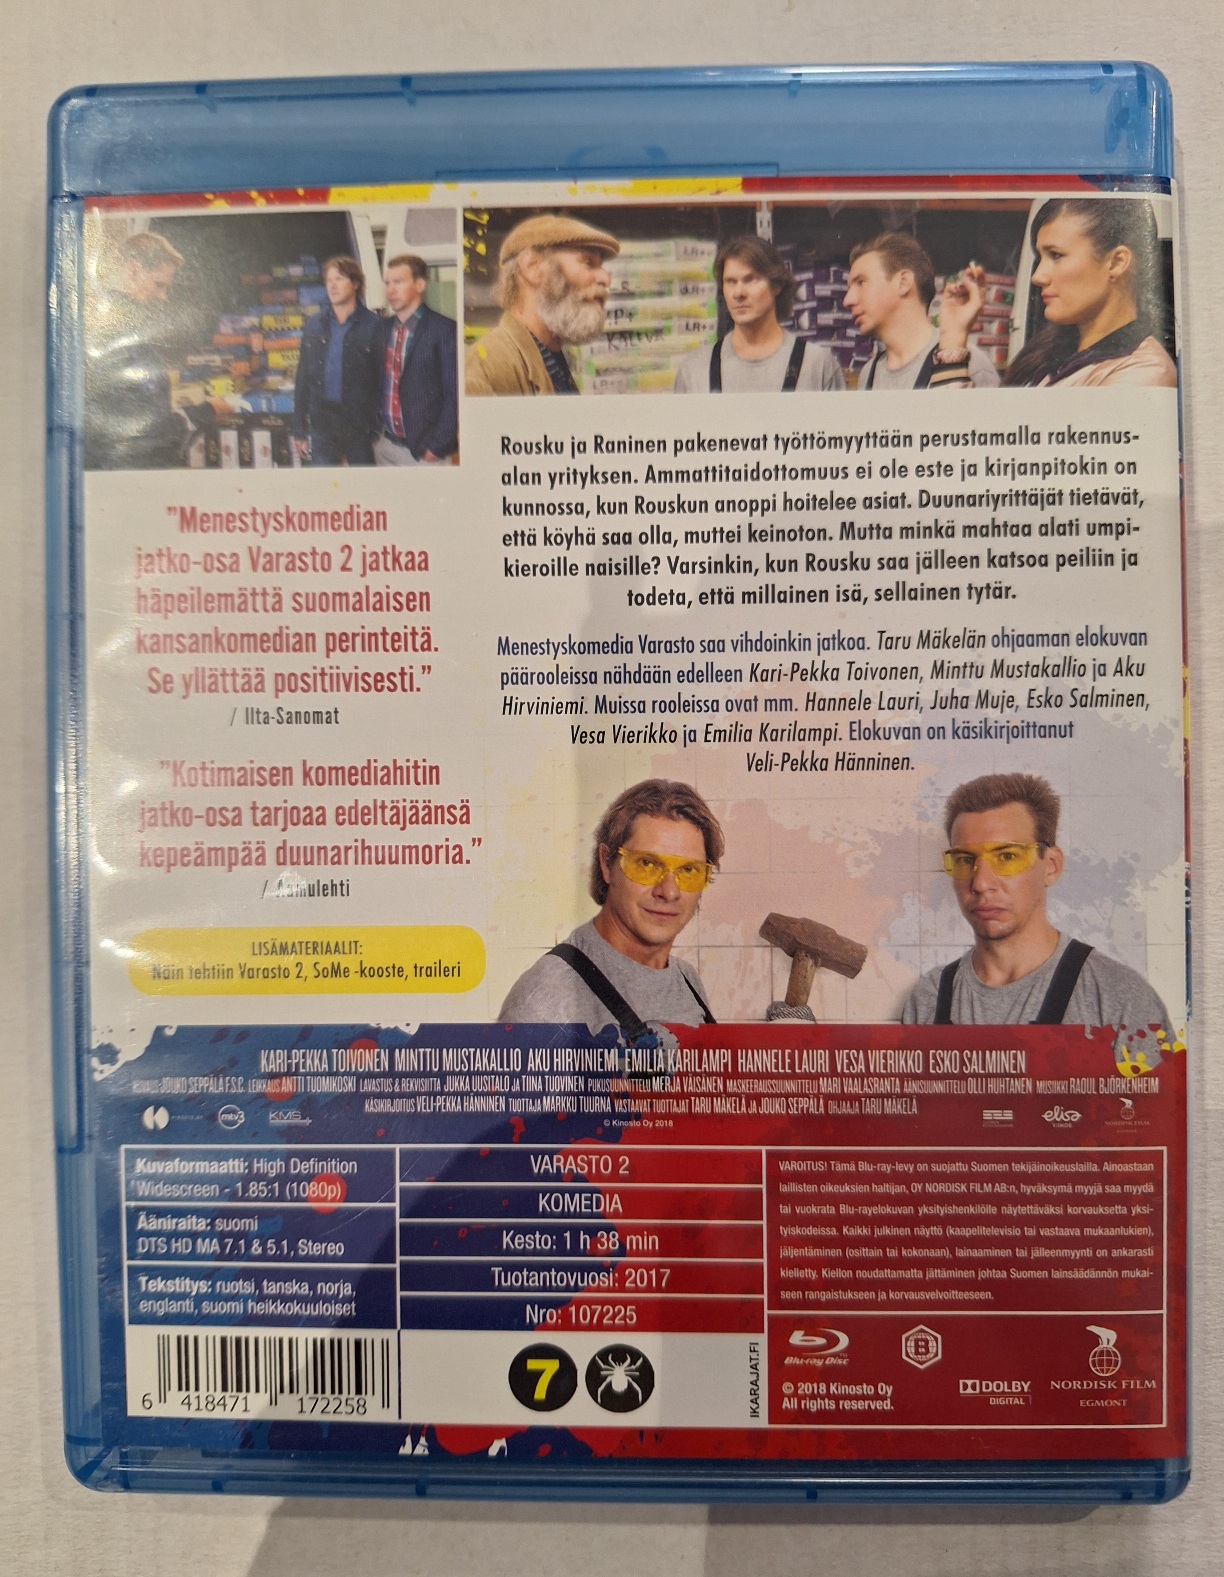 Rousku ja Raninen pakenevat työttömyyttään perustamalla rakennus-
alan yrityksen. Ammattitaidottomuus ei ole este ja kirjanpitokin on
kunnossa, kun Rouskun anoppi hoitelee asiat. Duunariyrittäjät tietävät,
että köyhä saa olla, muttei keinoton. Mutta minkä mahtaa alati umpi-
kieroille naisille? Varsinkin, kun Rousku saa jälleen katsoa peiliin ja
todeta, että millainen isä, sellainen tytär.
"Menestyskomedian
jatko-osa Varasto 2 jatkaa
häpeilemättä suomalaisen
kansankomedian perinteitä.
Se yllättää positiivisesti."
/ Ilta-Sanomat
Menestyskomedia Varasto saa vihdoinkin jatkoa. Taru Mäkelän ohjaaman elokuvan
päärooleissa nähdään edelleen Kari-Pekka Toivonen, Minttu Mustakallio ja Aku
Hirviniemi. Muissa rooleissa ovat mm. Hannele Lauri, Juha Muje, Esko Salminen,
Vesa Vierikko ja Emilia Karilampi. Elokuvan on käsikirjoittanut
Veli-Pekka Hänninen.
"Kotimaisen komediahitin
jatko-osa tarjoaa edeltäjäänsä
kepeämpää duunarihuumoria."
/ Aamulehti
LISÄMATERIAALIT:
Näin tehtiin Varasto 2, SoMe -kooste, traileri
KARI-PEKKA TOIVONEN MINTTU MUSTAKALLIO AKU HIRVINIEMI EMILIA KARILAMPI HANNELE LAURI VESA VIERIKKO ESKO SALMINEN
KUVAUS JOUKO SEPPÄLÄ F.S.C. LEIKKAUS ANTTI TUOMIKOSKI LAVASTUS & REKVISIITTA JUKKA UUSITALO JA TIINA TUOVINEN PUKUSUUNNITTELU MERJA VÄISÄNEN MASKEERAUSSUUNNITTELU MARI VAALASRANTA ÄÄNISUUNNITTELU OLLI HUHTANEN MUSIIKKI RAOUL BJÖRKENHEIM
KÄSIKIRJOITUS VELI-PEKKA HÄNNINEN TUOTTAJA MARKKU TUURNA VASTAAVAT TUOTTAJAT TARU MÄKELÄ JA JOUKO SEPPÄLÄ OHJAAJA TARU MÄKELÄ
mtv3 KMS elisa VIIHDE NORDISK FILM
© Kinosto Oy 2018
Kuvaformaatti: High Definition
Widescreen - 1.85:1 (1080p)
Ääniraita: suomi
DTS HD MA 7.1 & 5.1, Stereo
Tekstitys: ruotsi, tanska, norja,
englanti, suomi heikkokuuloiset
VARASTO 2
KOMEDIA
Kesto: 1 h 38 min
Tuotantovuosi: 2017
Nro: 107225
VAROITUS! Tämä Blu-ray-levy on suojattu Suomen tekijäinoikeuslailla. Ainoastaan
laillisten oikeuksien haltijan, OY NORDISK FILM AB:n, hyväksymä myyjä saa myydä
tai vuokrata Blu-rayelokuvan yksityishenkilölle näytettäväksi korvauksetta yksi-
tyiskodeissa. Kaikki julkinen näyttö (kaapelitelevisio tai vastaava mukaanlukien),
jäljentäminen (osittain tai kokonaan), lainaaminen tai jälleenmyynti on ankarasti
kielletty. Kiellon noudattamatta jättäminen johtaa Suomen lainsäädännön mukai-
seen rangaistukseen ja korvausvelvoitteeseen.
6 418471 172258
7
IKARAJAT.FI
Blu-ray Disc
© 2018 Kinosto Oy
All rights reserved.
DOLBY
DIGITAL
NORDISK FILM
EGMONT